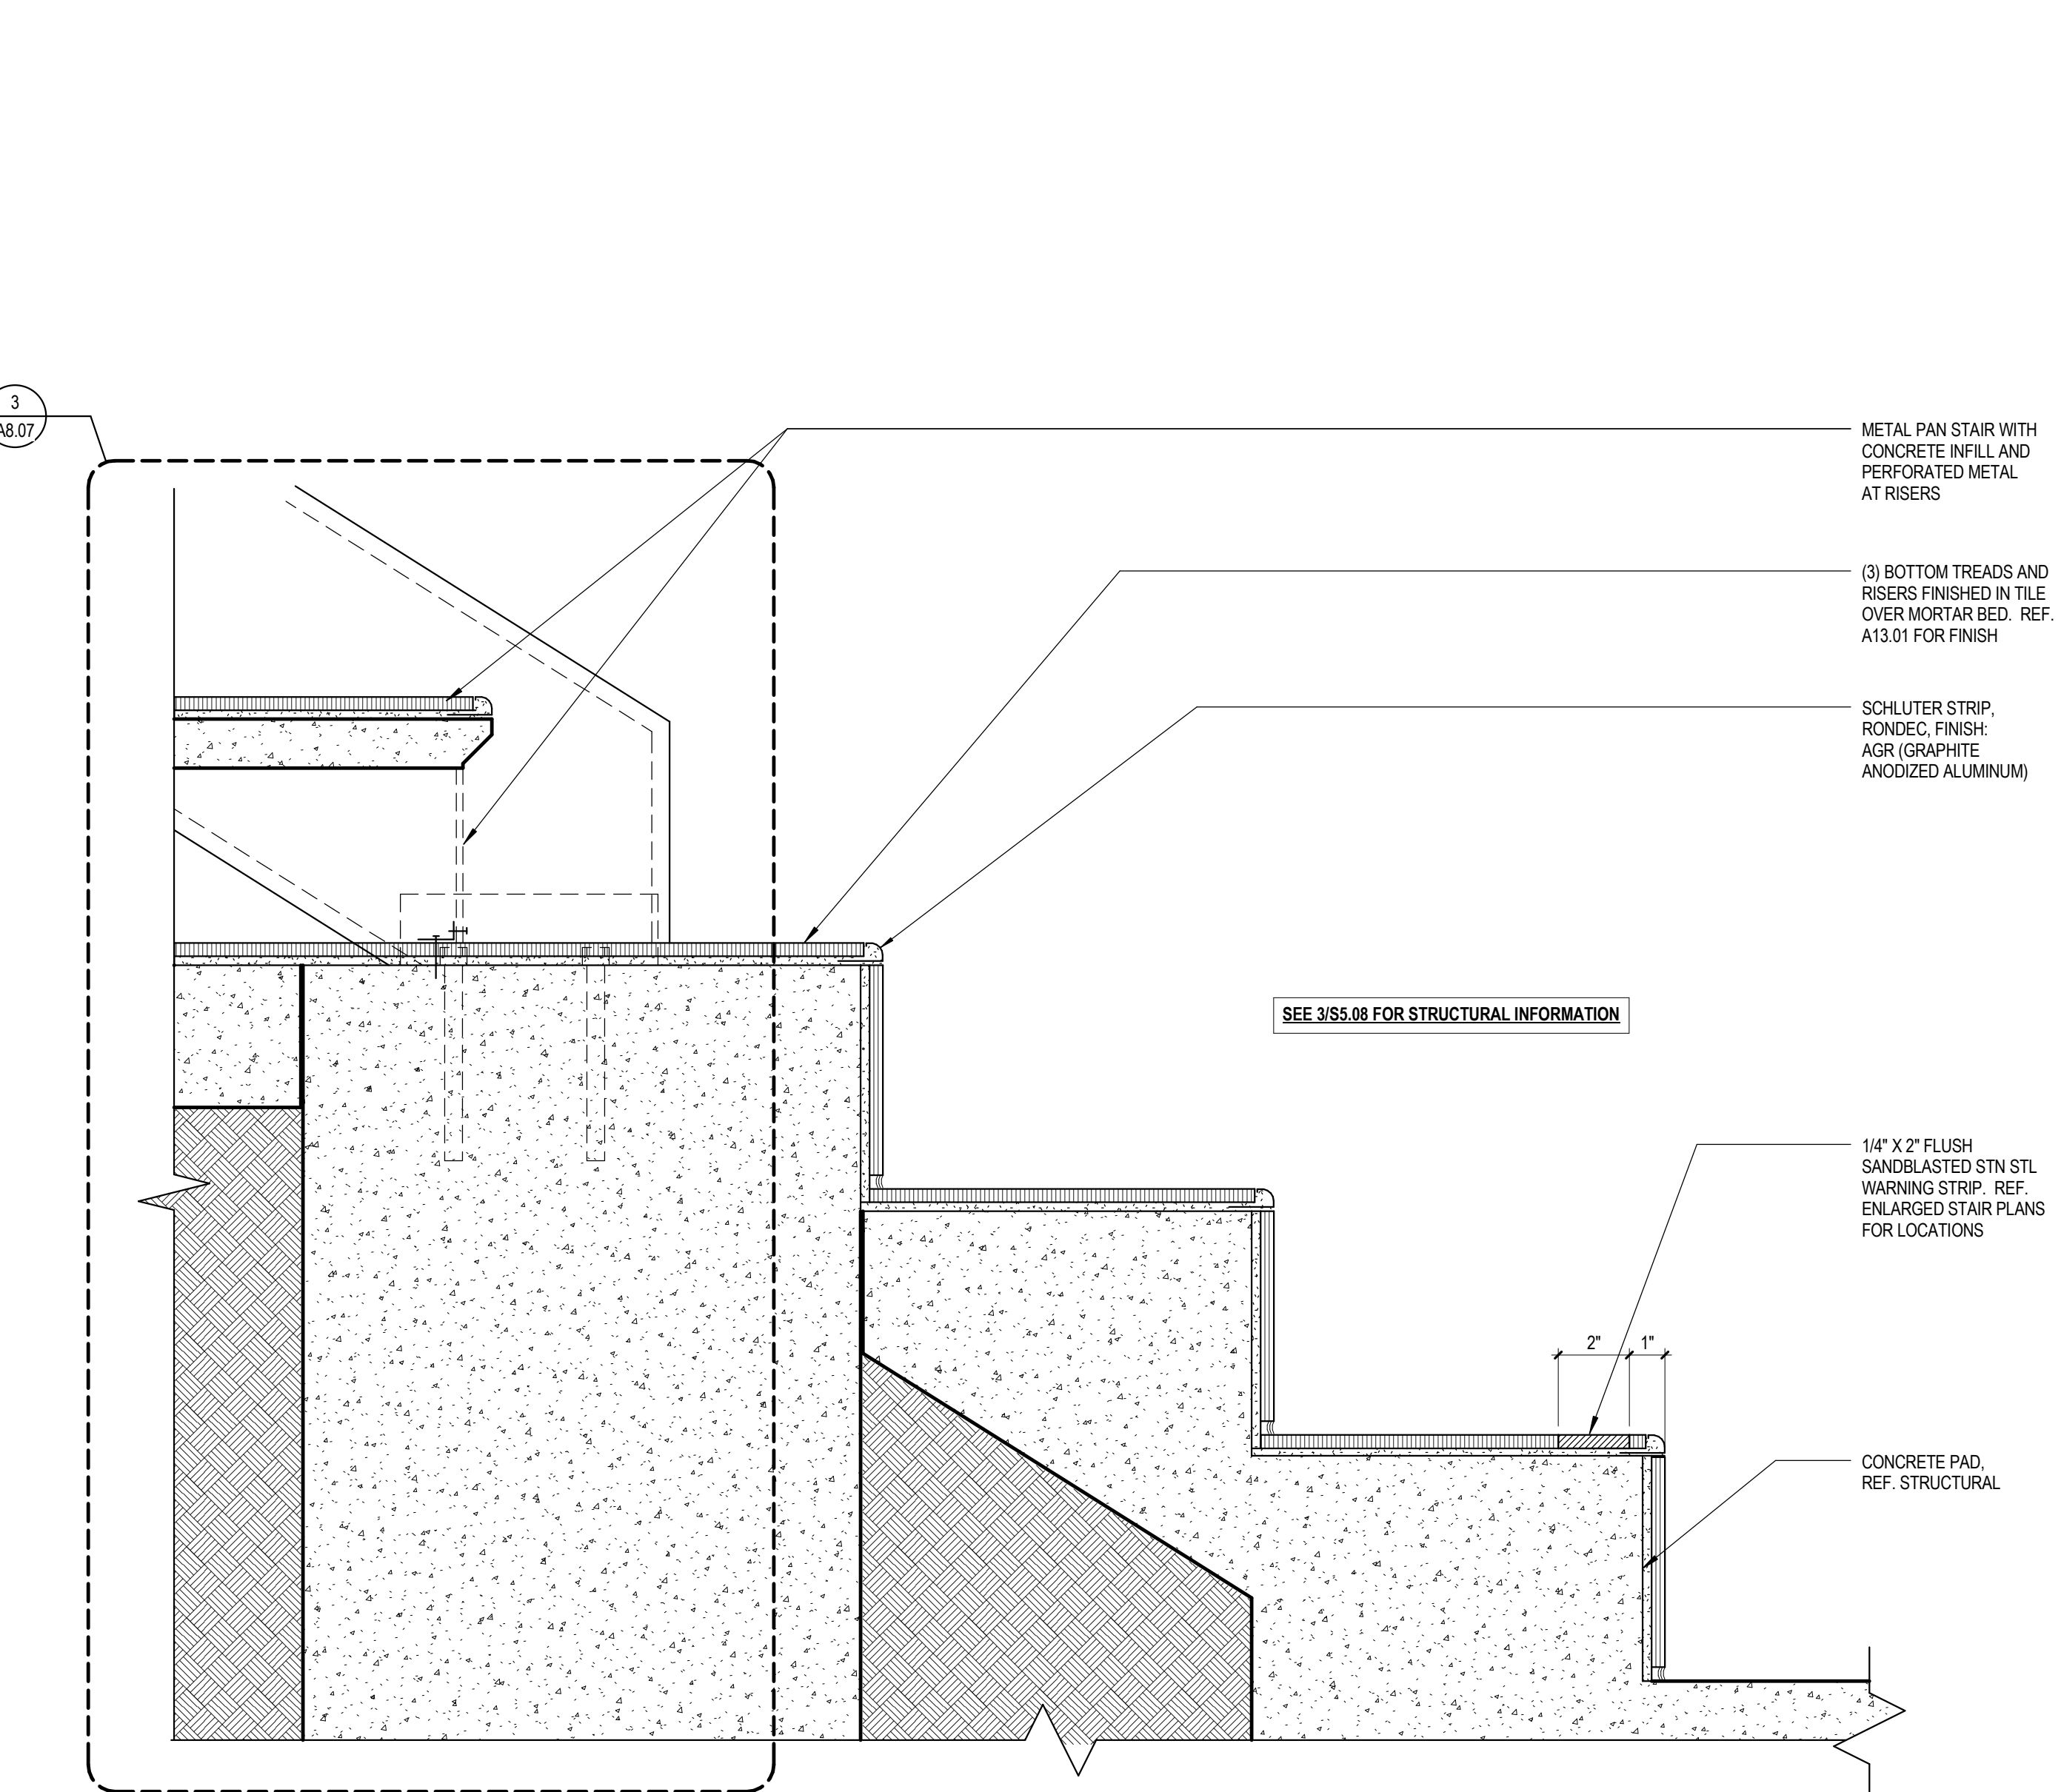 3
A8.07
METAL PAN STAIR WITH
CONCRETE INFILL AND
PERFORATED METAL
AT RISERS
(3) BOTTOM TREADS AND
RISERS FINISHED IN TILE
OVER MORTAR BED. REF.
A13.01 FOR FINISH
SCHLUTER STRIP,
RONDEC, FINISH:
AGR (GRAPHITE
ANODIZED ALUMINUM)
SEE 3/S5.08 FOR STRUCTURAL INFORMATION
1/4" X 2" FLUSH
SANDBLASTED STN STL
WARNING STRIP. REF.
ENLARGED STAIR PLANS
FOR LOCATIONS
2" 1"
CONCRETE PAD,
REF. STRUCTURAL